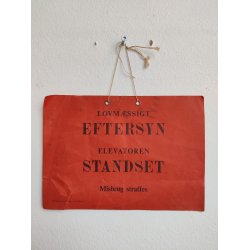 LOVMÆSSIGT
EFTERSYN
ELEVATOREN
STANDSET
Misbrug straffes